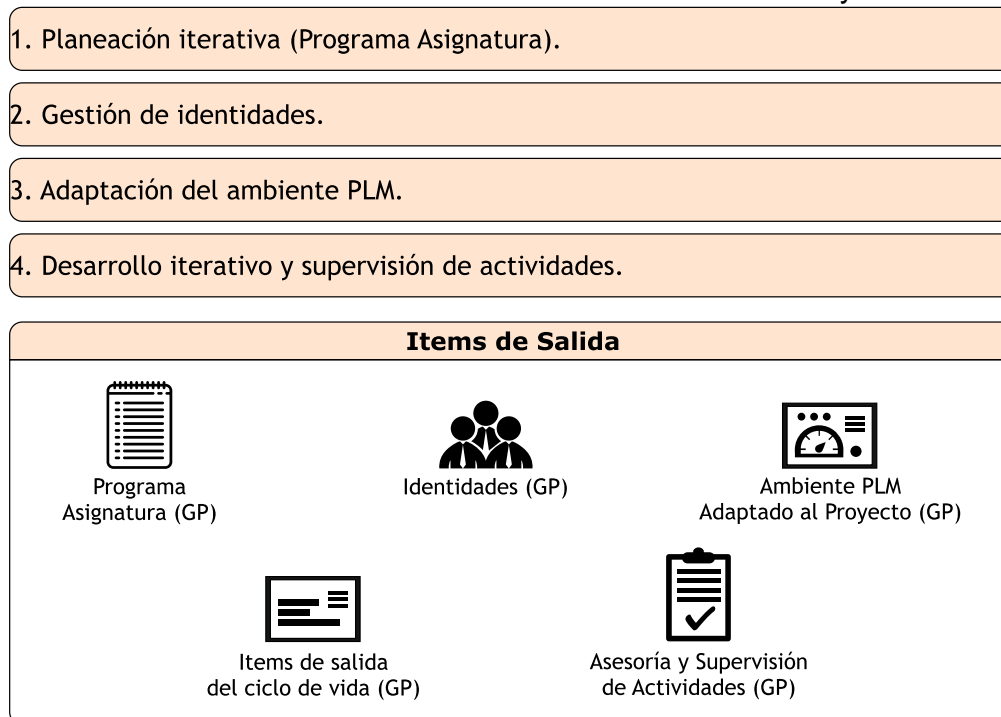 1. Planeación iterativa (Programa Asignatura).
2. Gestión de identidades.
3. Adaptación del ambiente PLM.
4. Desarrollo iterativo y supervisión de actividades.
Items de Salida
Programa
Asignatura (GP)
Identidades (GP)
Ambiente PLM
Adaptado al Proyecto (GP)
Items de salida
del ciclo de vida (GP)
Asesoría y Supervisión
de Actividades (GP)